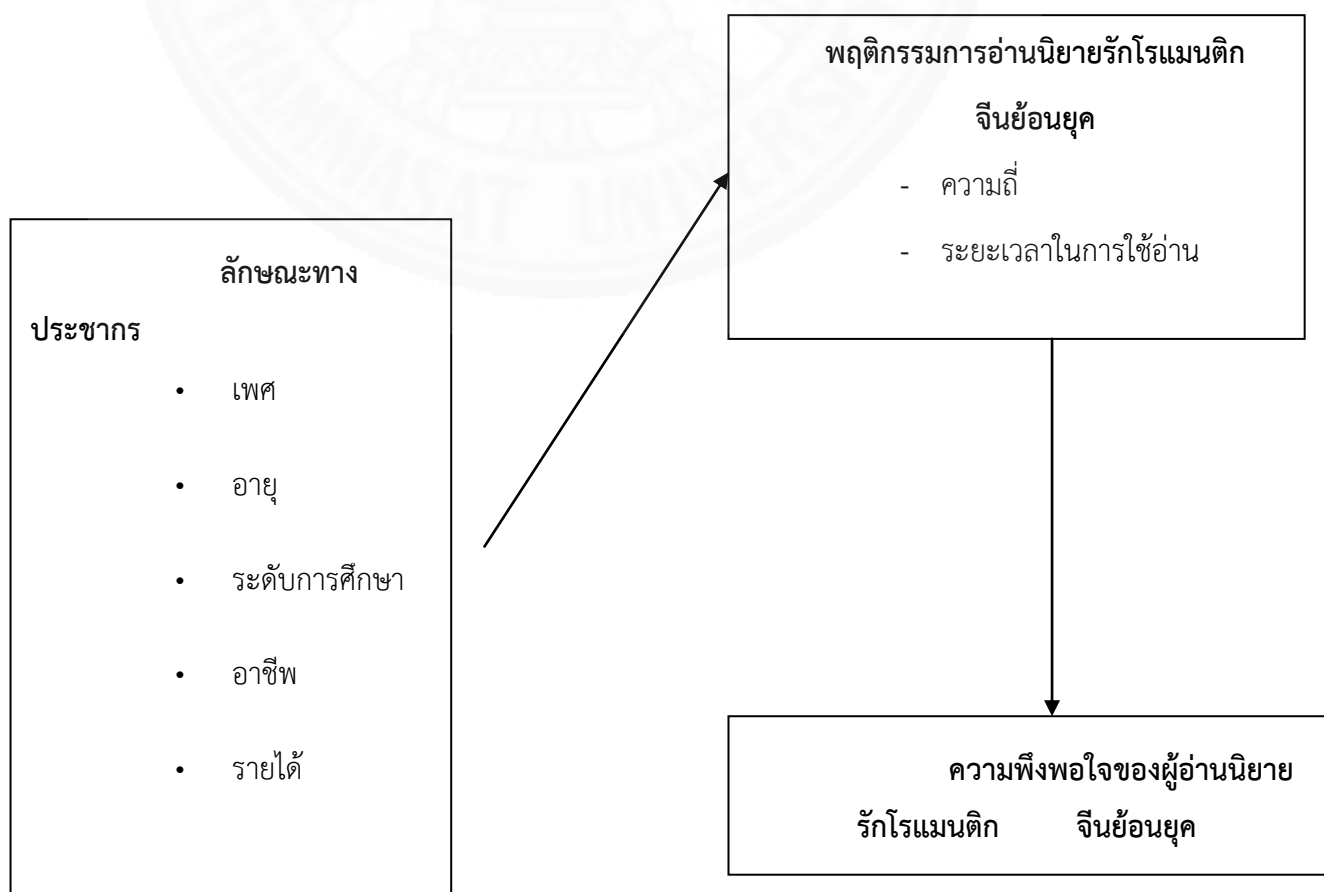 THAMMASAT UNIVERSITY
พฤติกรรมการอ่านนิยายรักโรแมนติก
จีนย้อนยุค
- ความถี่
- ระยะเวลาในการใช้อ่าน
ลักษณะทาง
ประชากร
• เพศ
• อายุ
• ระดับการศึกษา
• อาชีพ
• รายได้
ความพึงพอใจของผู้อ่านนิยาย
รักโรแมนติก จีนย้อนยุค